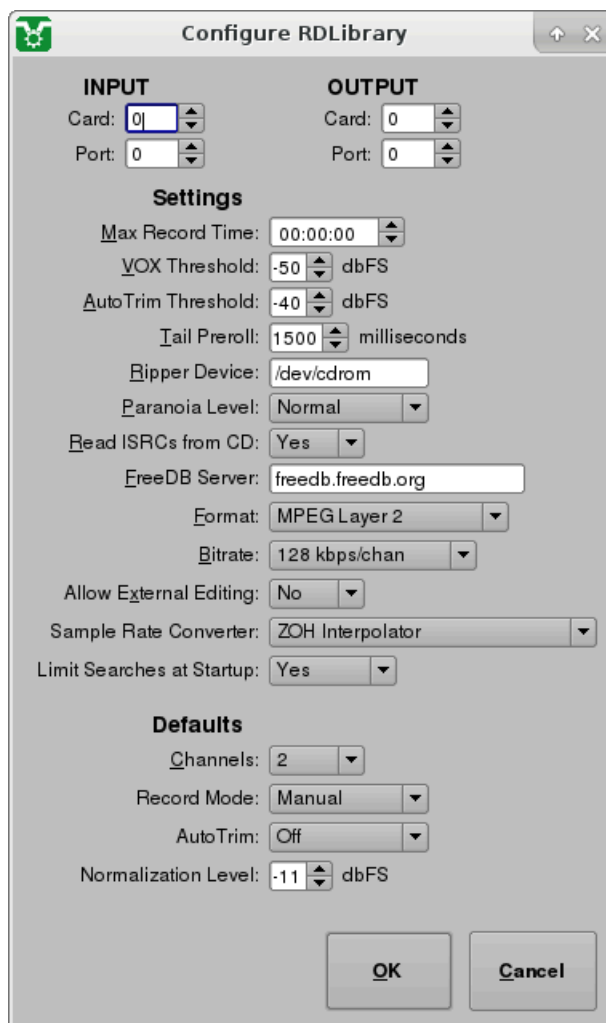 Configure RDLibrary
INPUT OUTPUT
Card: 0 Card: 0
Port: 0 Port: 0
Settings
Max Record Time: 00:00:00
VOX Threshold: -50 dbFS
AutoTrim Threshold: -40 dbFS
Tail Preroll: 1500 milliseconds
Ripper Device: /dev/cdrom
Paranoia Level: Normal
Read ISRCs from CD: Yes
FreeDB Server: freedb.freedb.org
Format: MPEG Layer 2
Bitrate: 128 kbps/chan
Allow External Editing: No
Sample Rate Converter: ZOH Interpolator
Limit Searches at Startup: Yes
Defaults
Channels: 2
Record Mode: Manual
AutoTrim: Off
Normalization Level: -11 dbFS
OK Cancel